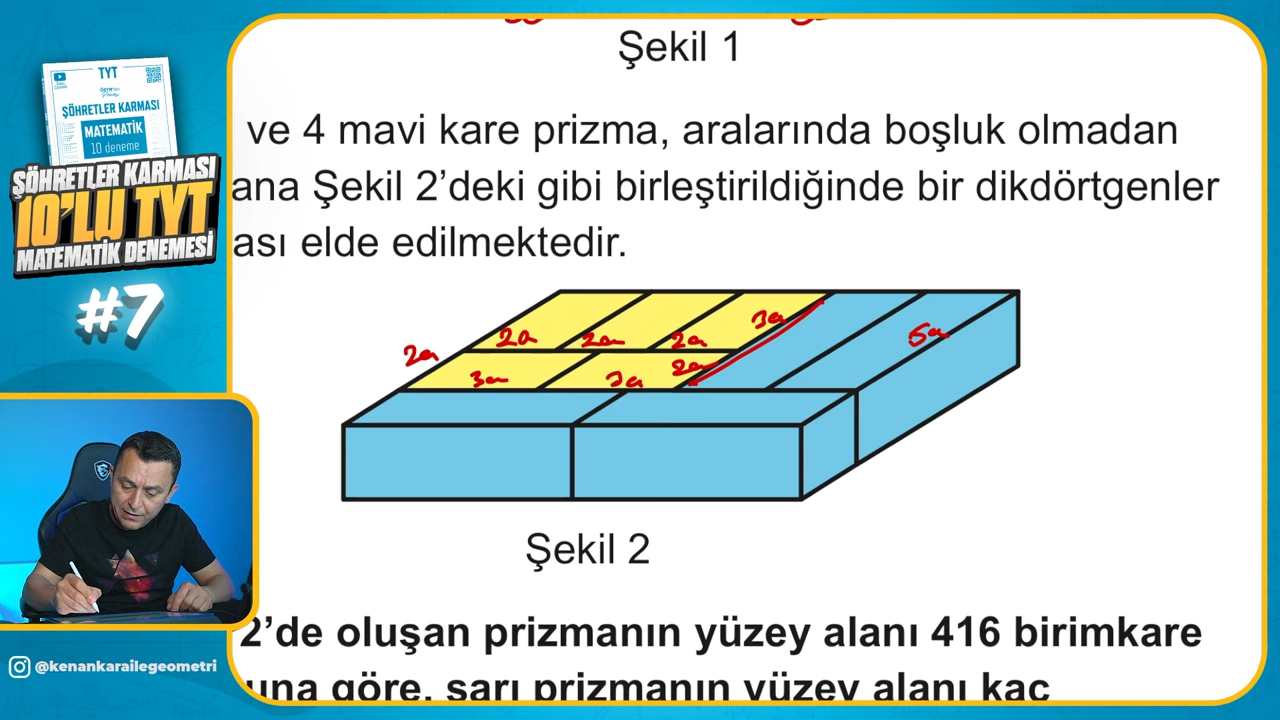 Şekil 1
TYT
ŞÖHRETLER KARMASI
MATEMATİK
10 deneme
ŞÖHRETLER KARMASI
10'LU TYT
MATEMATİK DENEMESİ
#7
ve 4 mavi kare prizma, aralarında boşluk olmadan
ana Şekil 2’deki gibi birleştirildiğinde bir dikdörtgenler
ası elde edilmektedir.
2a
2a
2a
2a
3a
5a
3a
3a
2a
Şekil 2
2’de oluşan prizmanın yüzey alanı 416 birimkare
una göre, sarı prizmanın yüzey alanı kaç
@kenankarailegeometri